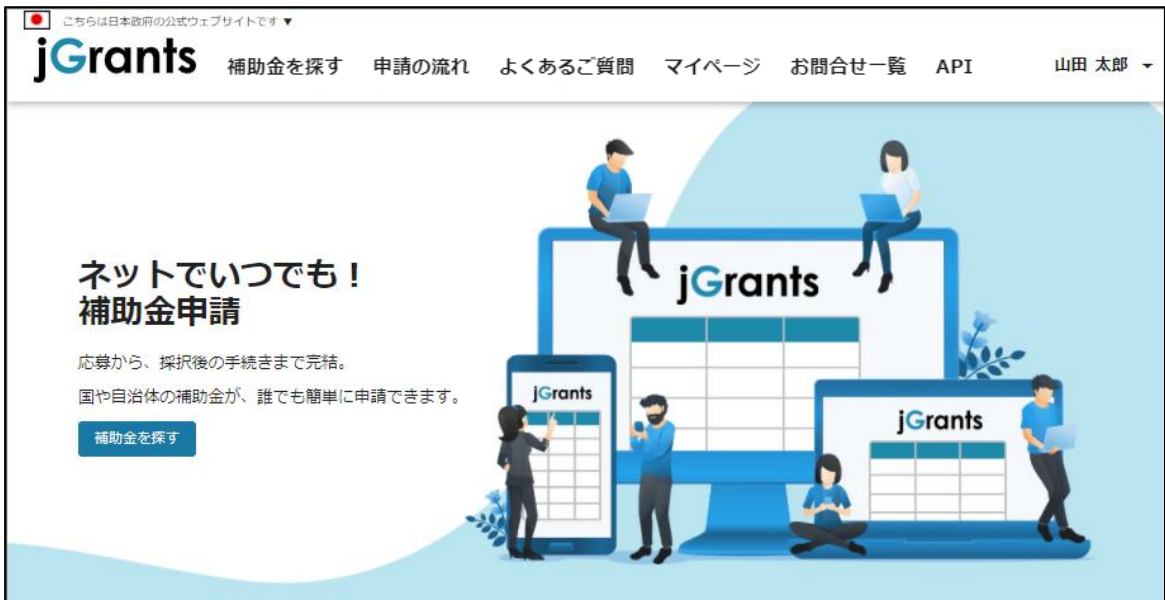 こちらは日本政府の公式ウェブサイトです ▼
jGrants 補助金を探す 申請の流れ よくあるご質問 マイページ お問合せ一覧 API 山田 太郎
ネットでいつでも！
補助金申請
応募から、採択後の手続きまで完結。
国や自治体の補助金が、誰でも簡単に申請できます。
補助金を探す
jGrants
jGrants
jGrants